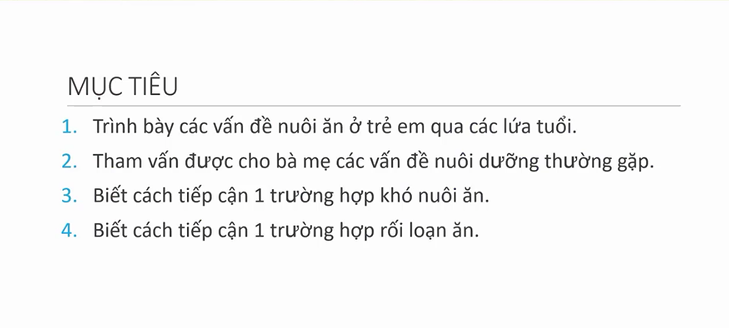 MỤC TIÊU
1. Trình bày các vấn đề nuôi ăn ở trẻ em qua các lứa tuổi.
2. Tham vấn được cho bà mẹ các vấn đề nuôi dưỡng thường gặp.
3. Biết cách tiếp cận 1 trường hợp khó nuôi ăn.
4. Biết cách tiếp cận 1 trường hợp rối loạn ăn.